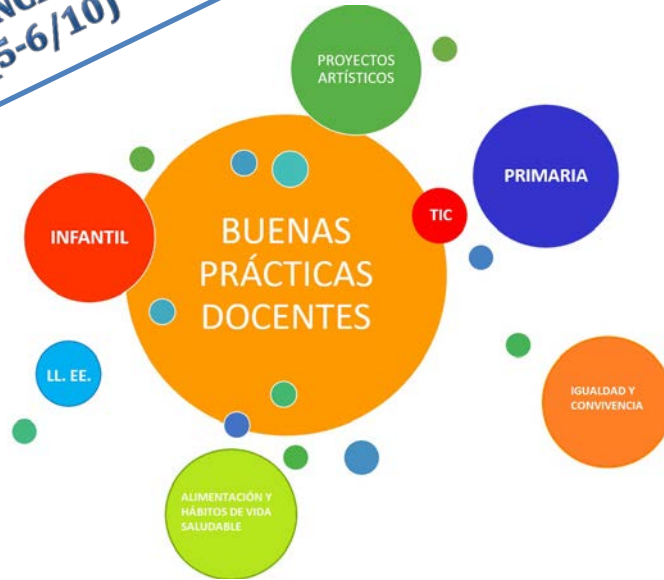 5-6/10)
PROYECTOS
ARTÍSTICOS
PRIMARIA
TIC
INFANTIL
BUENAS
PRÁCTICAS
DOCENTES
LL. EE.
IGUALDAD Y
CONVIVENCIA
ALIMENTACIÓN Y
HÁBITOS DE VIDA
SALUDABLE